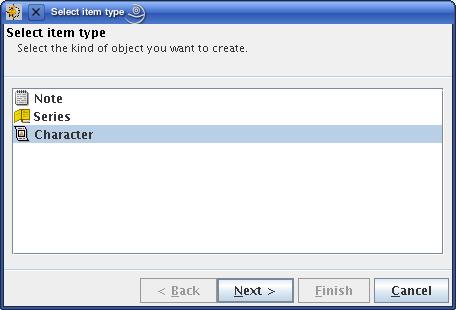 Select item type
Select item type
Select the kind of object you want to create.
Note
Series
Character
< Back Next > Finish Cancel